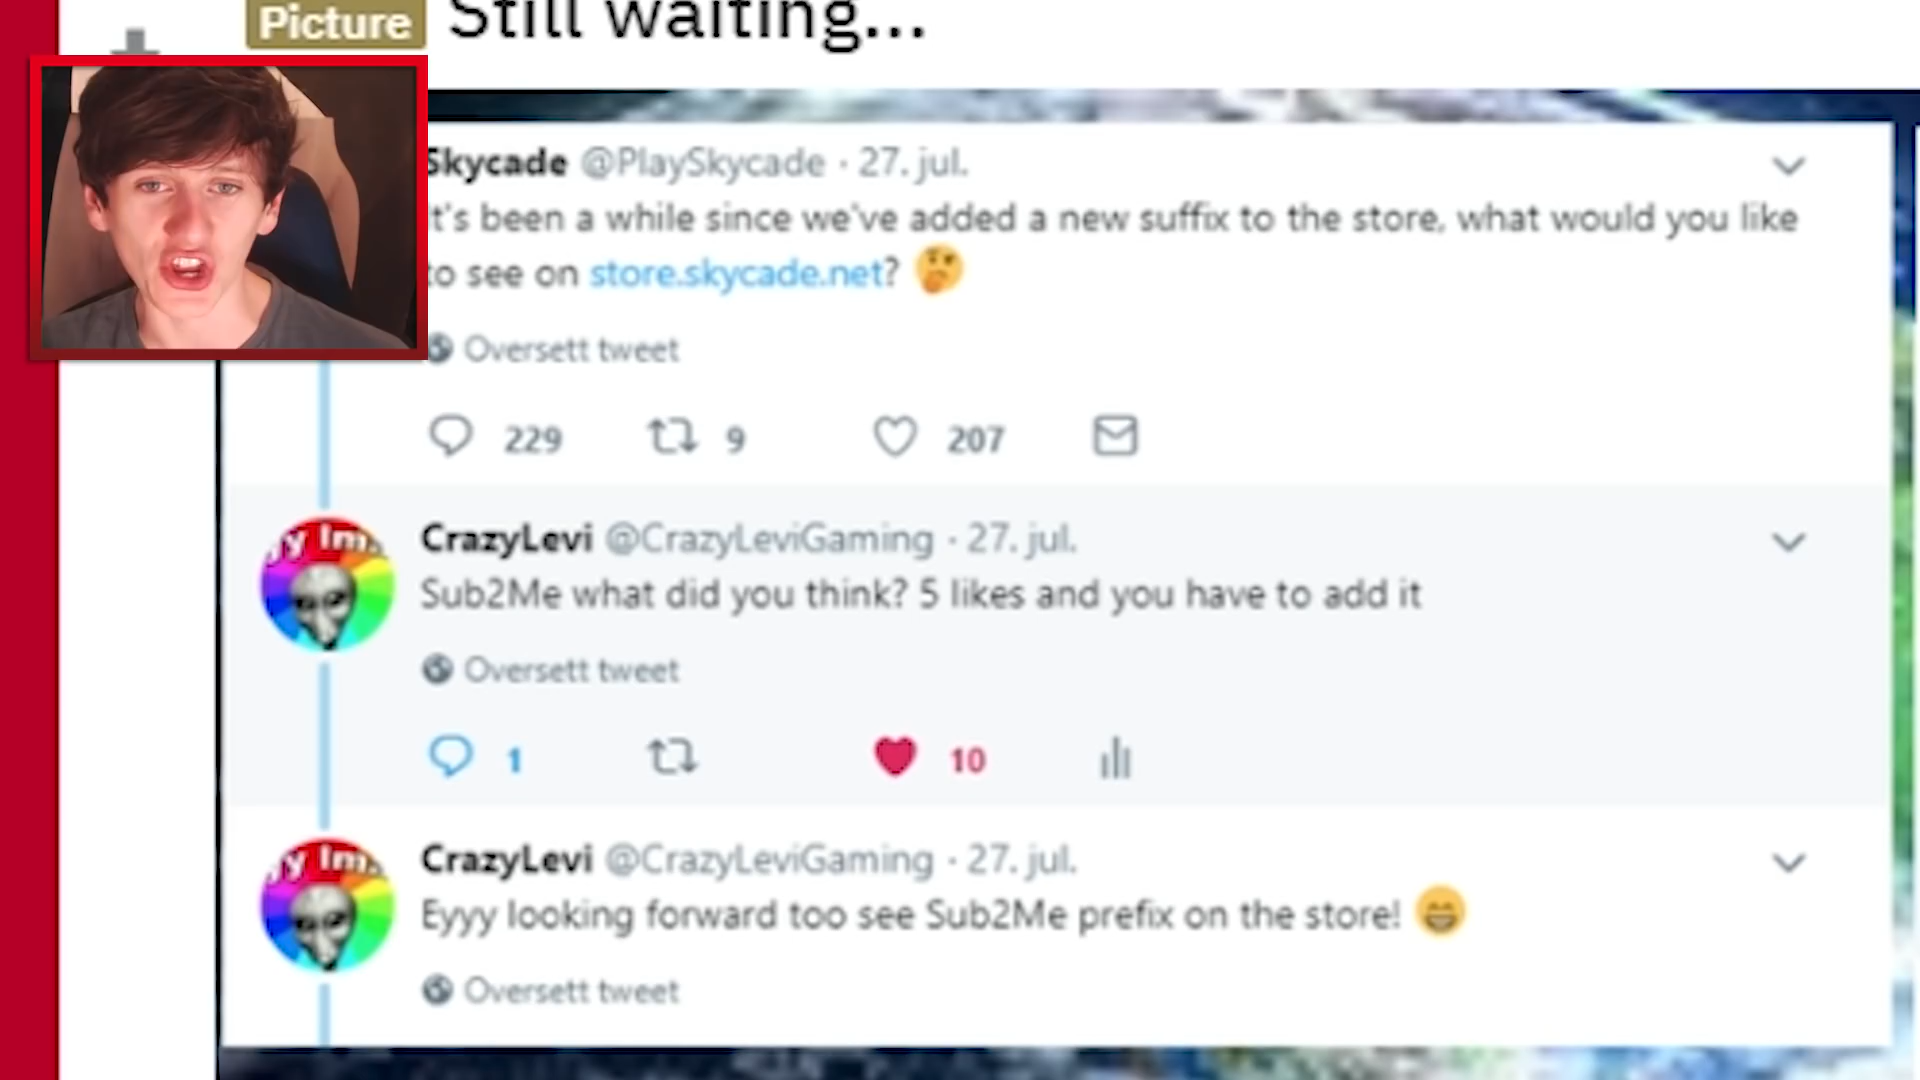 Picture Still waiting...
Skycade @PlaySkycade · 27. jul.
It's been a while since we've added a new suffix to the store, what would you like
to see on store.skycade.net? 🤔
Oversett tweet
229 9 207
CrazyLevi @CrazyLeviGaming · 27. jul.
Sub2Me what did you think? 5 likes and you have to add it
Oversett tweet
1 10
CrazyLevi @CrazyLeviGaming · 27. jul.
Eyyy looking forward too see Sub2Me prefix on the store! 😄
Oversett tweet